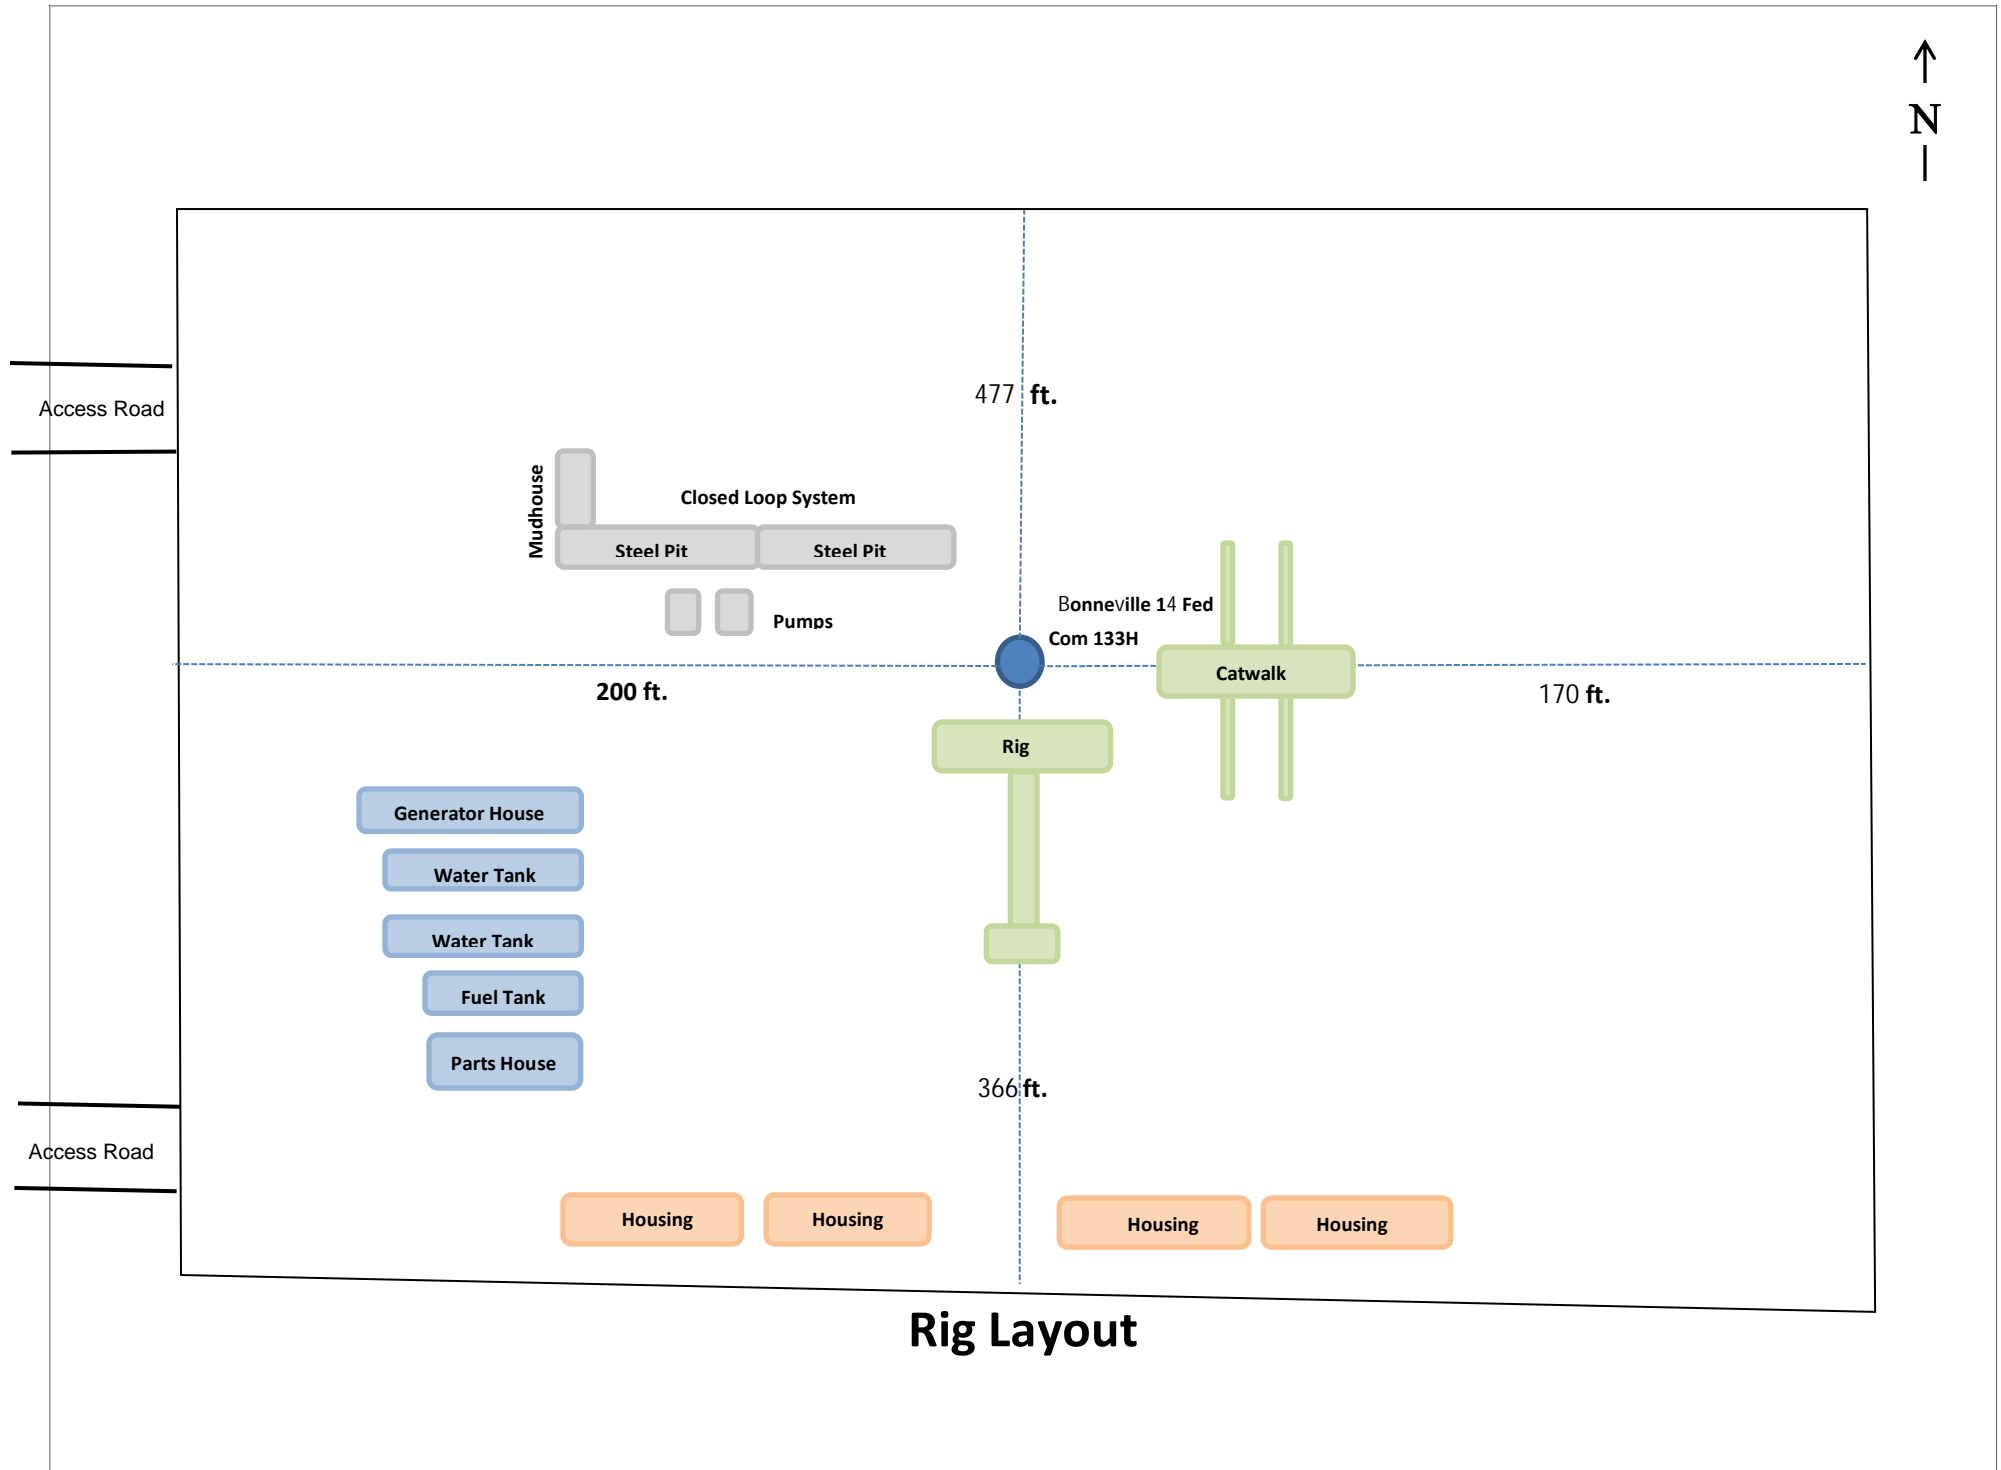 N
Access Road
477 ft.
Mudhouse
Closed Loop System
Steel Pit
Steel Pit
Bonneville 14 Fed
Com 133H
Pumps
Catwalk
200 ft.
170 ft.
Rig
Generator House
Water Tank
Water Tank
Fuel Tank
Parts House
366 ft.
Access Road
Housing
Housing
Housing
Housing
Rig Layout